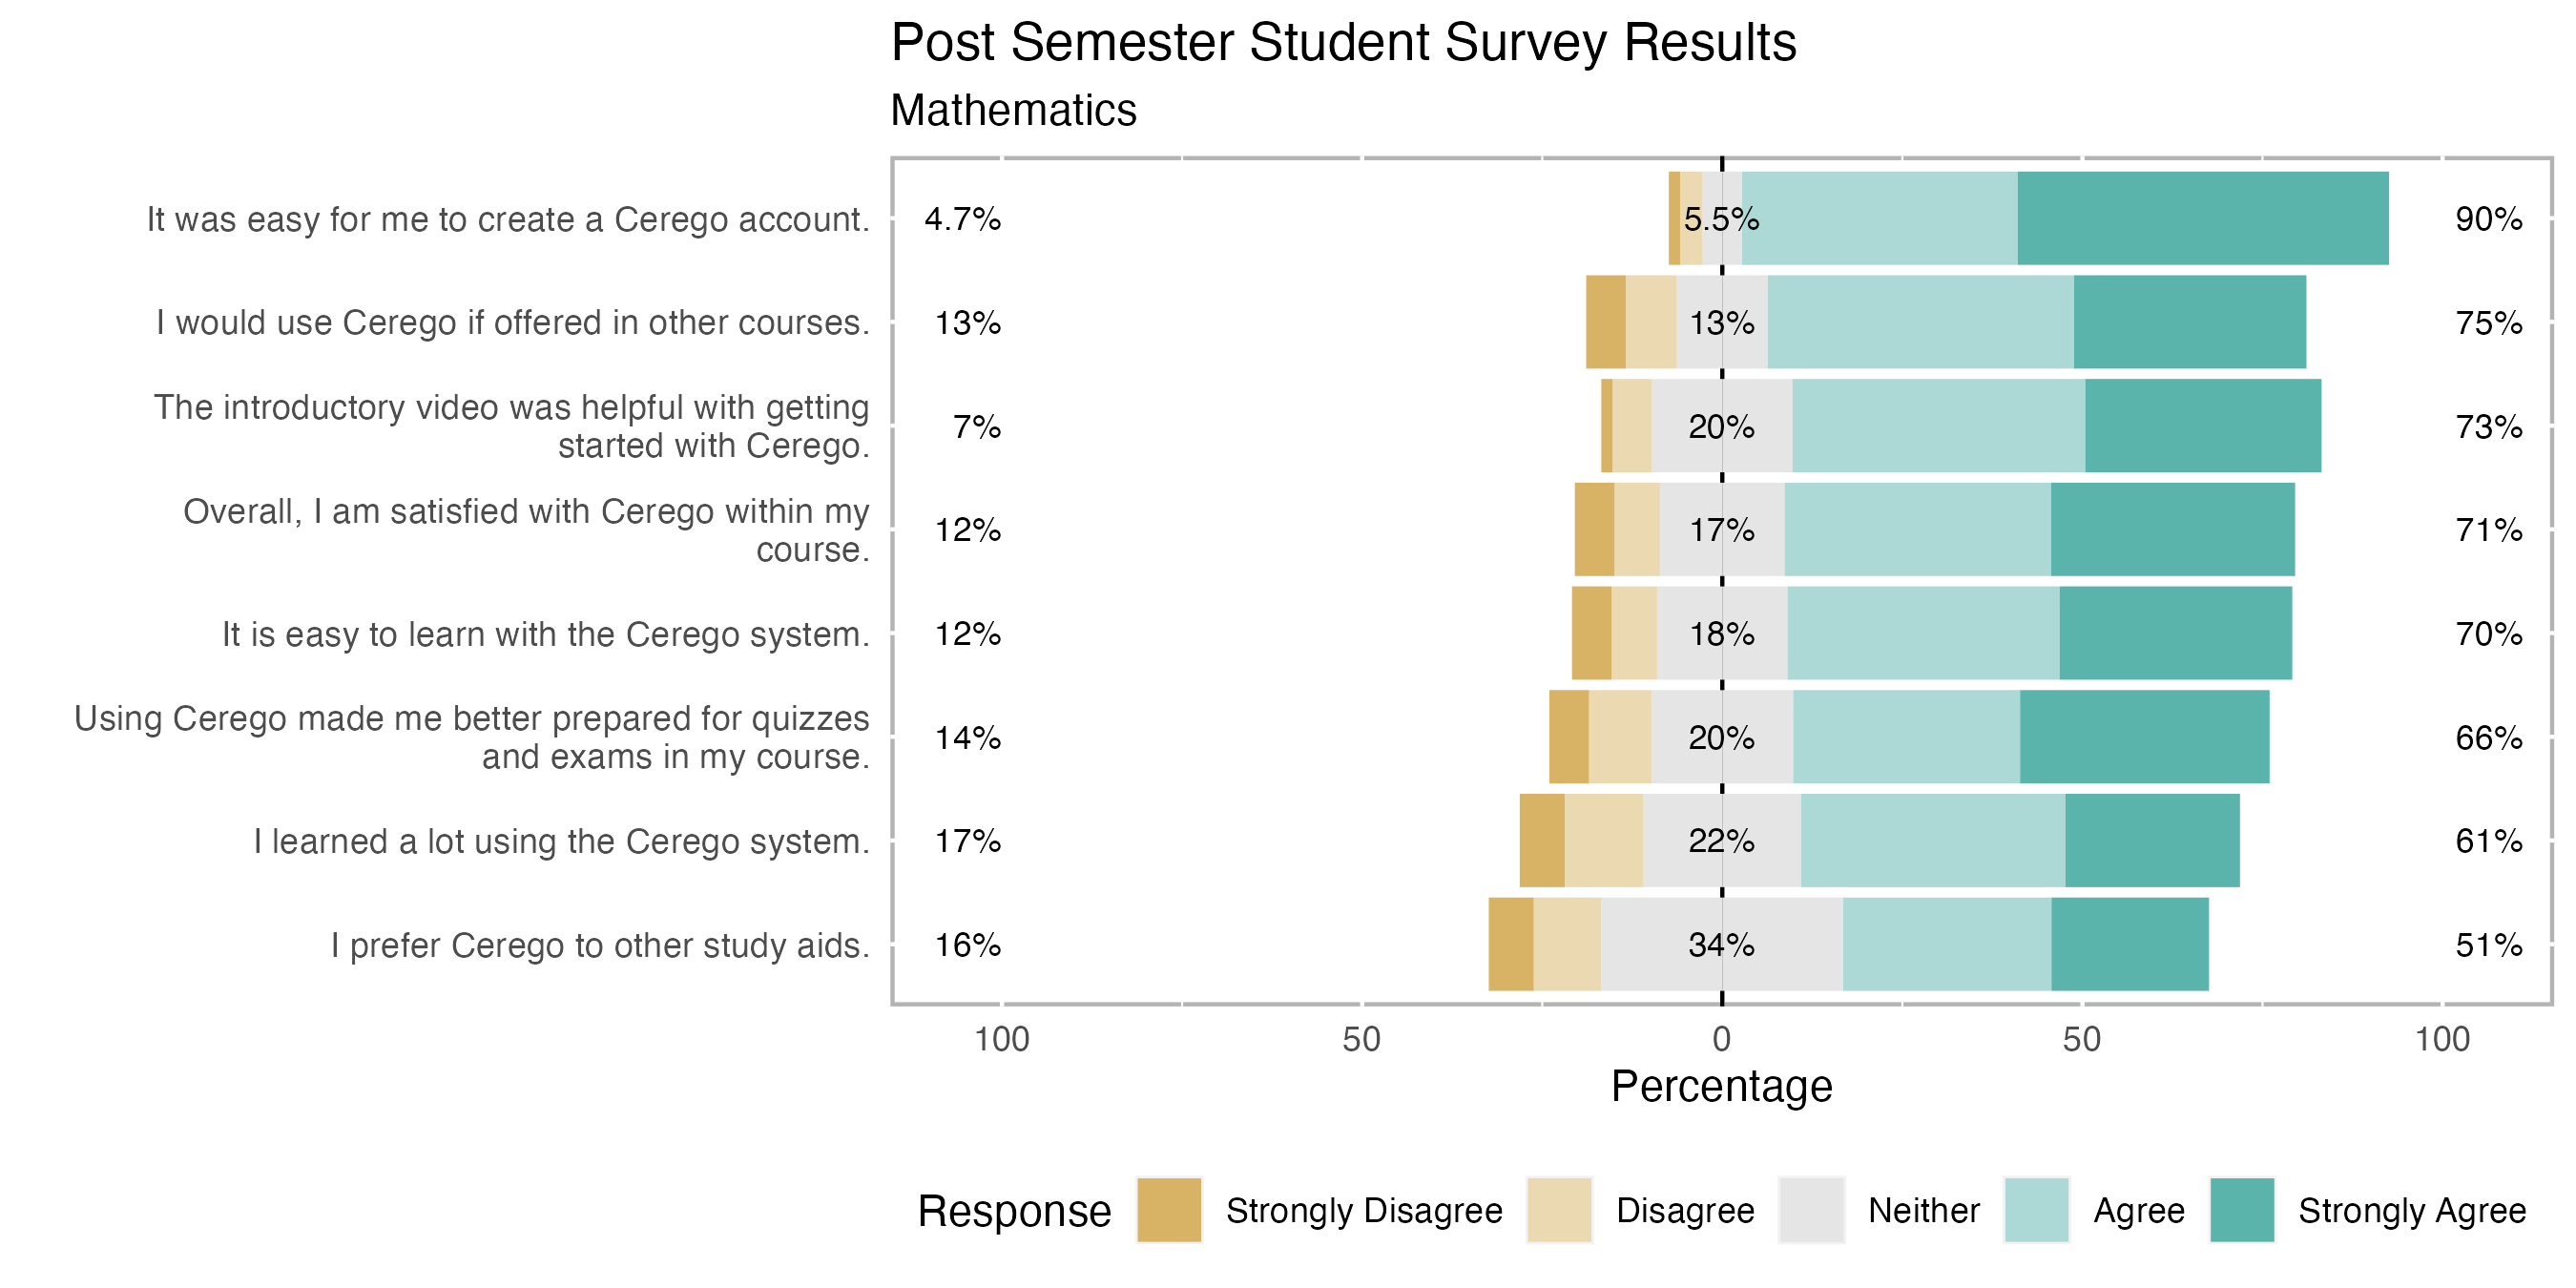 Post Semester Student Survey Results
Mathematics
It was easy for me to create a Cerego account.
4.7%
5.5%
90%
I would use Cerego if offered in other courses.
13%
13%
75%
The introductory video was helpful with getting
started with Cerego.
7%
20%
73%
Overall, I am satisfied with Cerego within my
course.
12%
17%
71%
It is easy to learn with the Cerego system.
12%
18%
70%
Using Cerego made me better prepared for quizzes
and exams in my course.
14%
20%
66%
I learned a lot using the Cerego system.
17%
22%
61%
I prefer Cerego to other study aids.
16%
34%
51%
100 50 0 50 100
Percentage
Response Strongly Disagree Disagree Neither Agree Strongly Agree